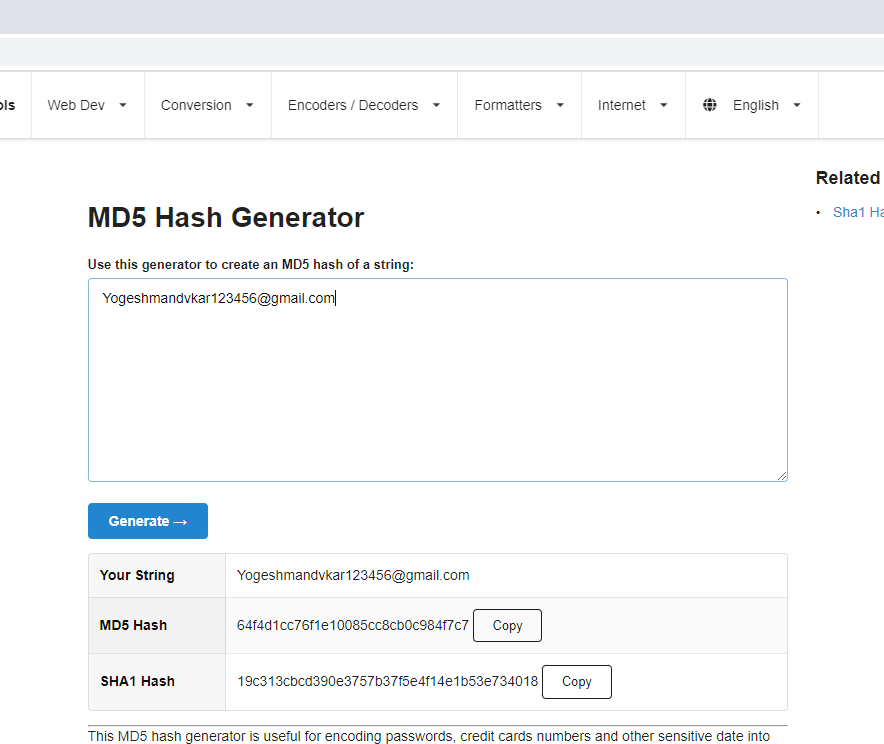 ols Web Dev Conversion Encoders / Decoders Formatters Internet English
Related
• Sha1 Ha
MD5 Hash Generator
Use this generator to create an MD5 hash of a string:
Yogeshmandvkar123456@gmail.com
Generate →
Your String Yogeshmandvkar123456@gmail.com
MD5 Hash 64f4d1cc76f1e10085cc8cb0c984f7c7 Copy
SHA1 Hash 19c313cbcd390e3757b37f5e4f14e1b53e734018 Copy
This MD5 hash generator is useful for encoding passwords, credit cards numbers and other sensitive date into